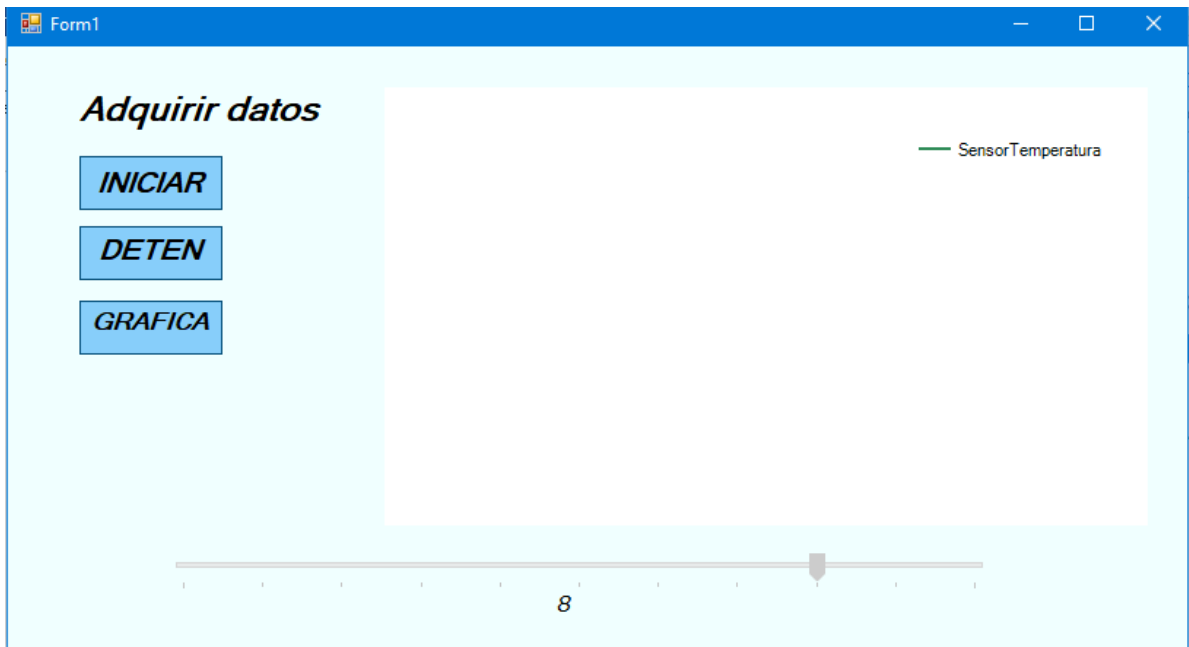 Form1
Adquirir datos
INICIAR
DETEN
GRAFICA
SensorTemperatura
8